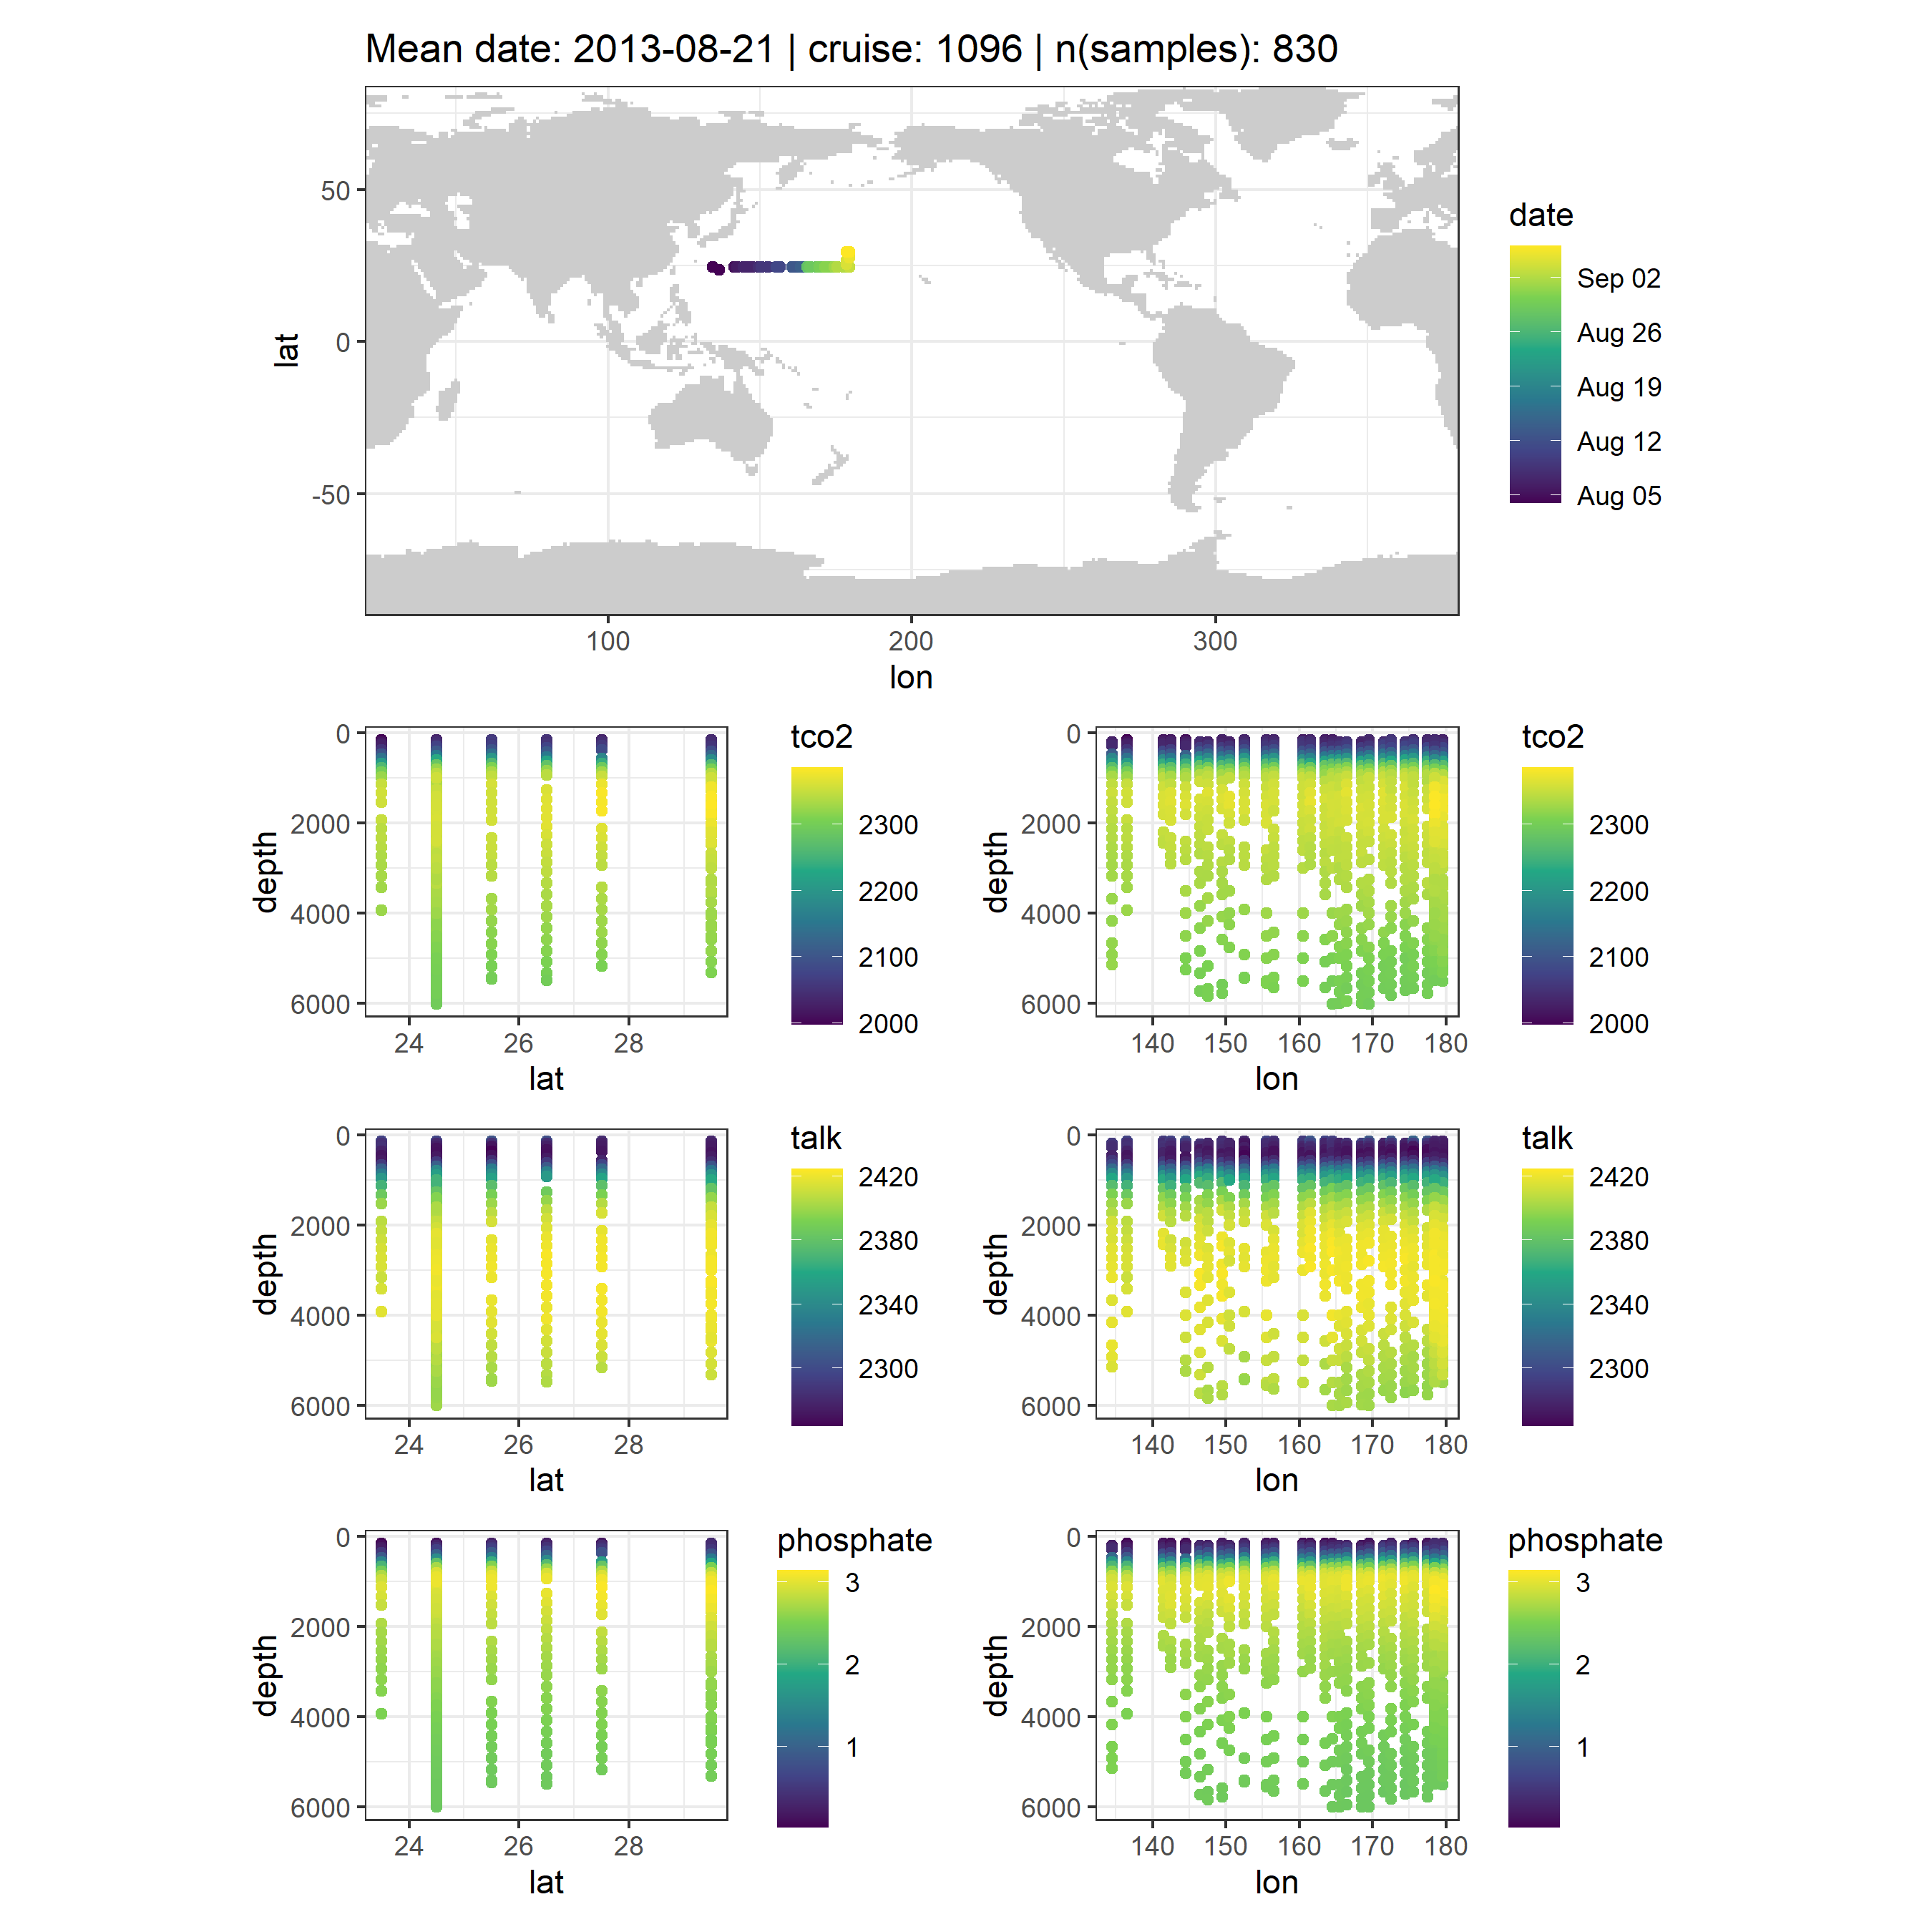 Mean date: 2013-08-21 | cruise: 1096 | n(samples): 830
lat
50
0
-50
100 200 300
lon
date
Sep 02
Aug 26
Aug 19
Aug 12
Aug 05
depth
0
2000
4000
6000
24 26 28
lat
tco2
2300
2200
2100
2000
depth
0
2000
4000
6000
140 150 160 170 180
lon
tco2
2300
2200
2100
2000
depth
0
2000
4000
6000
24 26 28
lat
talk
2420
2380
2340
2300
depth
0
2000
4000
6000
140 150 160 170 180
lon
talk
2420
2380
2340
2300
depth
0
2000
4000
6000
24 26 28
lat
phosphate
3
2
1
depth
0
2000
4000
6000
140 150 160 170 180
lon
phosphate
3
2
1